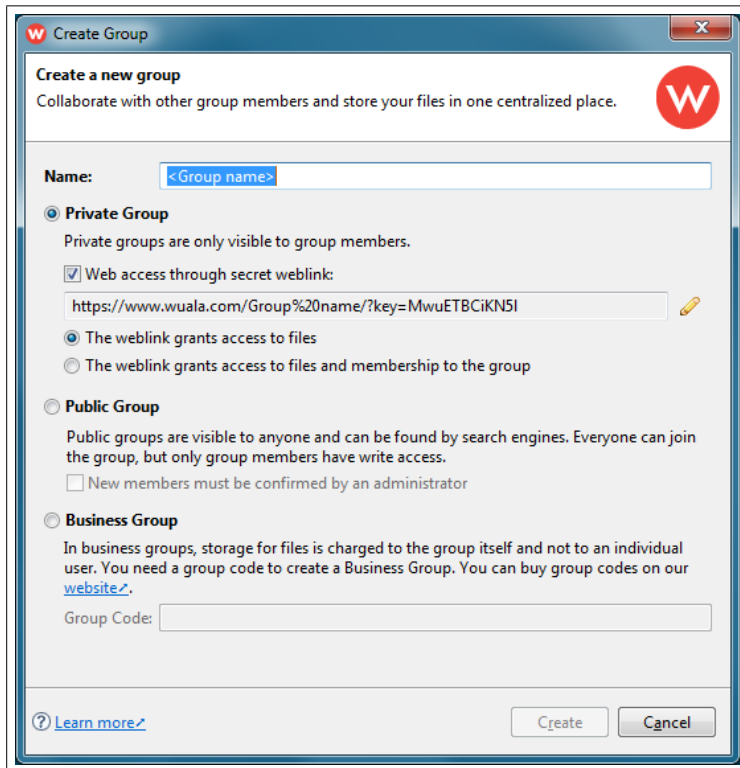 Create Group
Create a new group
Collaborate with other group members and store your files in one centralized place.
Name: <Group name>
Private Group
Private groups are only visible to group members.
Web access through secret weblink:
https://www.wuala.com/Group%20name/?key=MwuETBCiKN5I
The weblink grants access to files
The weblink grants access to files and membership to the group
Public Group
Public groups are visible to anyone and can be found by search engines. Everyone can join
the group, but only group members have write access.
New members must be confirmed by an administrator
Business Group
In business groups, storage for files is charged to the group itself and not to an individual
user. You need a group code to create a Business Group. You can buy group codes on our
website.
Group Code:
Learn more Create Cancel